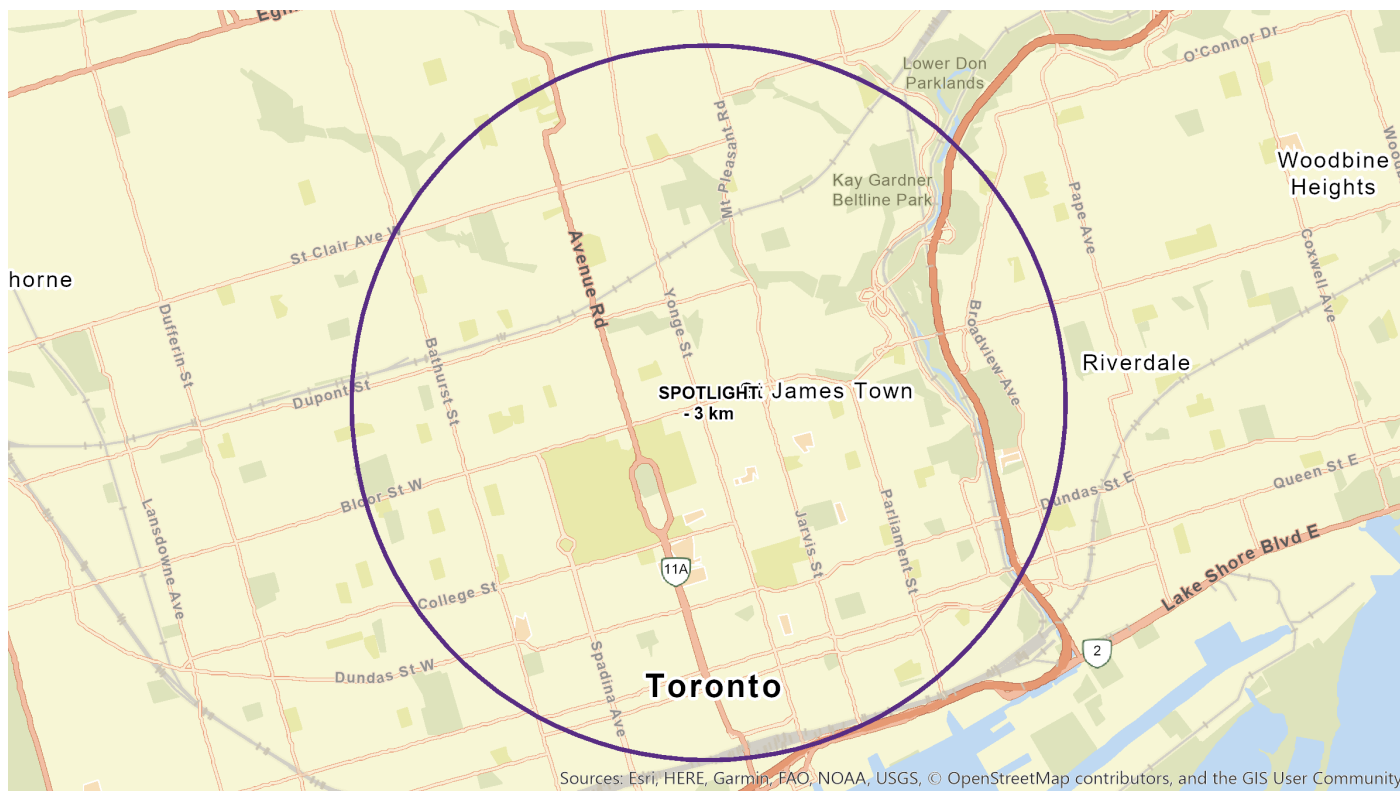 Lower Don
Parklands
O'Connor Dr
Mt Pleasant Rd
Woodbine
Heights
Kay Gardner
Beltline Park
Pape Ave
St Clair Ave W
Avenue Rd
Coxwell Ave
horne
Dufferin St
Yonge St
Broadview Ave
Bathurst St
Riverdale
Dupont St
SPOTLIGHT
- 3 km
James Town
Bloor St W
Queen St E
Dundas St E
Lansdowne Ave
Jarvis St
Parliament St
Lake Shore Blvd E
11A
College St
2
Dundas St W
Spadina Ave
Toronto
Sources: Esri, HERE, Garmin, FAO, NOAA, USGS, © OpenStreetMap contributors, and the GIS User Community